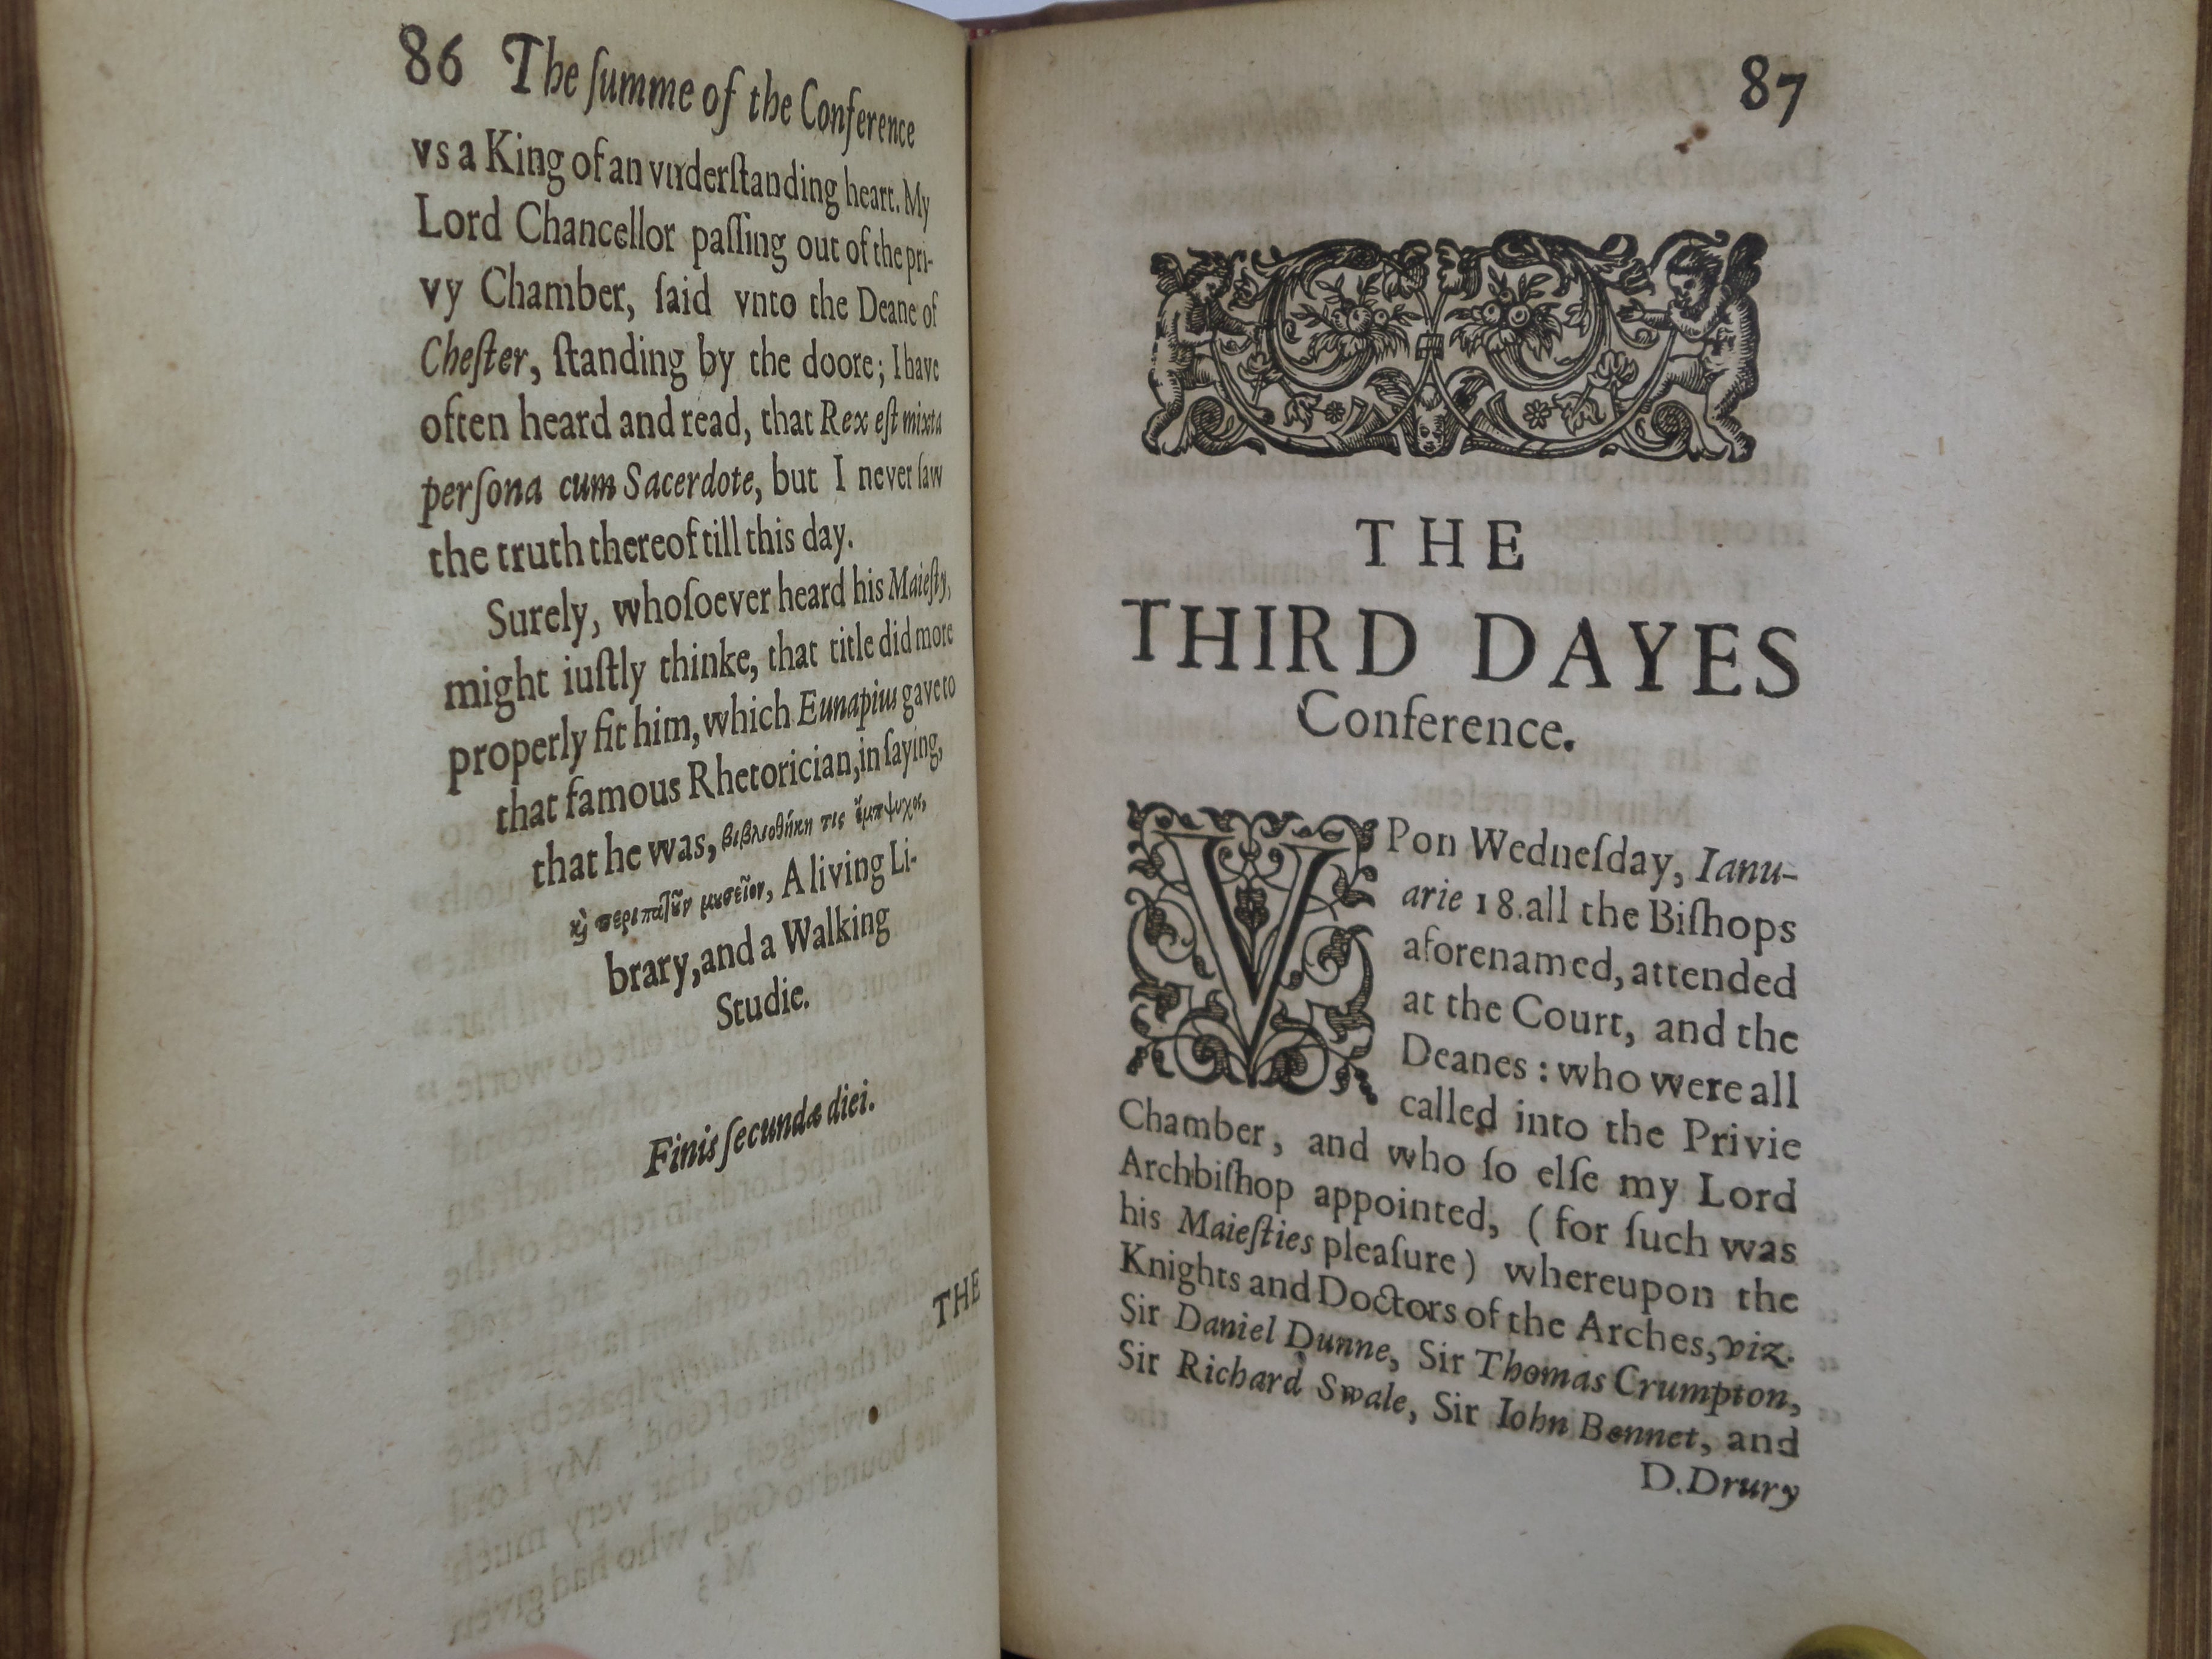 86 The ſumme of the Conference
vs a King of an vnderſtanding heart. My
Lord Chancellor paſſing out of the pri-
vy Chamber, ſaid vnto the Deane of
Cheſter, ſtanding by the doore; I have
often heard and read, that Rex eſt mixta
perſona cum Sacerdote, but I never ſaw
the truth thereof till this day.
Surely, whoſoever heard his Maieſty,
might iuſtly thinke, that title did more
properly fit him, which Eunapius gave to
that famous Rhetorician, in ſaying,
that he was, βιβλιοθήκη τις ἔμψυχος,
ϗ̀ περιπατοῦν μουσεῖον, A living Li-
brary, and a Walking
Studie.
Finis ſecundæ diei.
THE
87
THE
THIRD DAYES
Conference.
VPon Wedneſday, Ianu-
arie 18. all the Biſhops
aforenamed, attended
at the Court, and the
Deanes : who were all
called into the Privie
Chamber, and who ſo elſe my Lord
Archbiſhop appointed, (for ſuch was
his Maieſties pleaſure) whereupon the
Knights and Doctors of the Arches, viz.
Sir Daniel Dunne, Sir Thomas Crumpton,
Sir Richard Swale, Sir Iohn Bennet, and
D. Drury